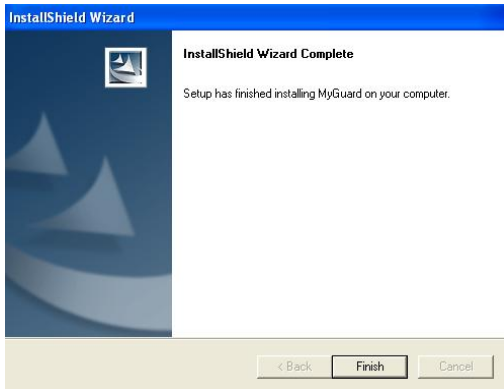 InstallShield Wizard
InstallShield Wizard Complete
Setup has finished installing MyGuard on your computer.
< Back
Finish
Cancel